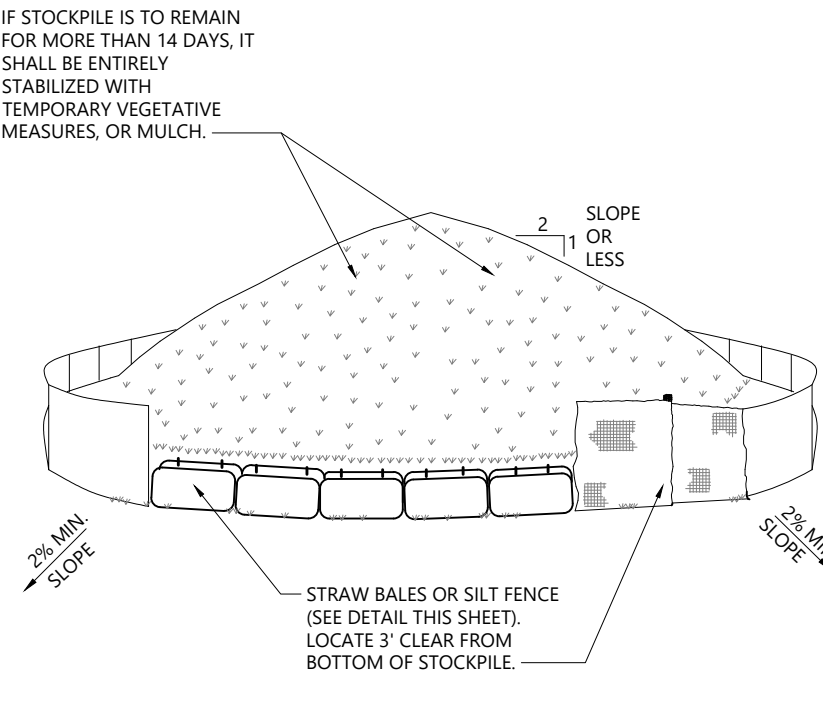 IF STOCKPILE IS TO REMAIN
FOR MORE THAN 14 DAYS, IT
SHALL BE ENTIRELY
STABILIZED WITH
TEMPORARY VEGETATIVE
MEASURES, OR MULCH.
2
1
SLOPE
OR
LESS
2% MIN.
SLOPE
2% MIN.
SLOPE
STRAW BALES OR SILT FENCE
(SEE DETAIL THIS SHEET).
LOCATE 3' CLEAR FROM
BOTTOM OF STOCKPILE.